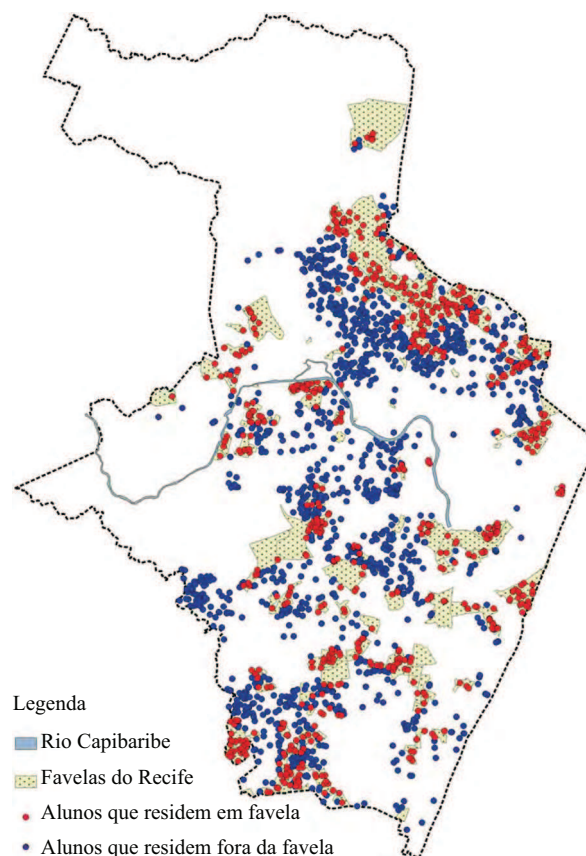 Legenda
Rio Capibaribe
Favelas do Recife
Alunos que residem em favela
Alunos que residem fora da favela